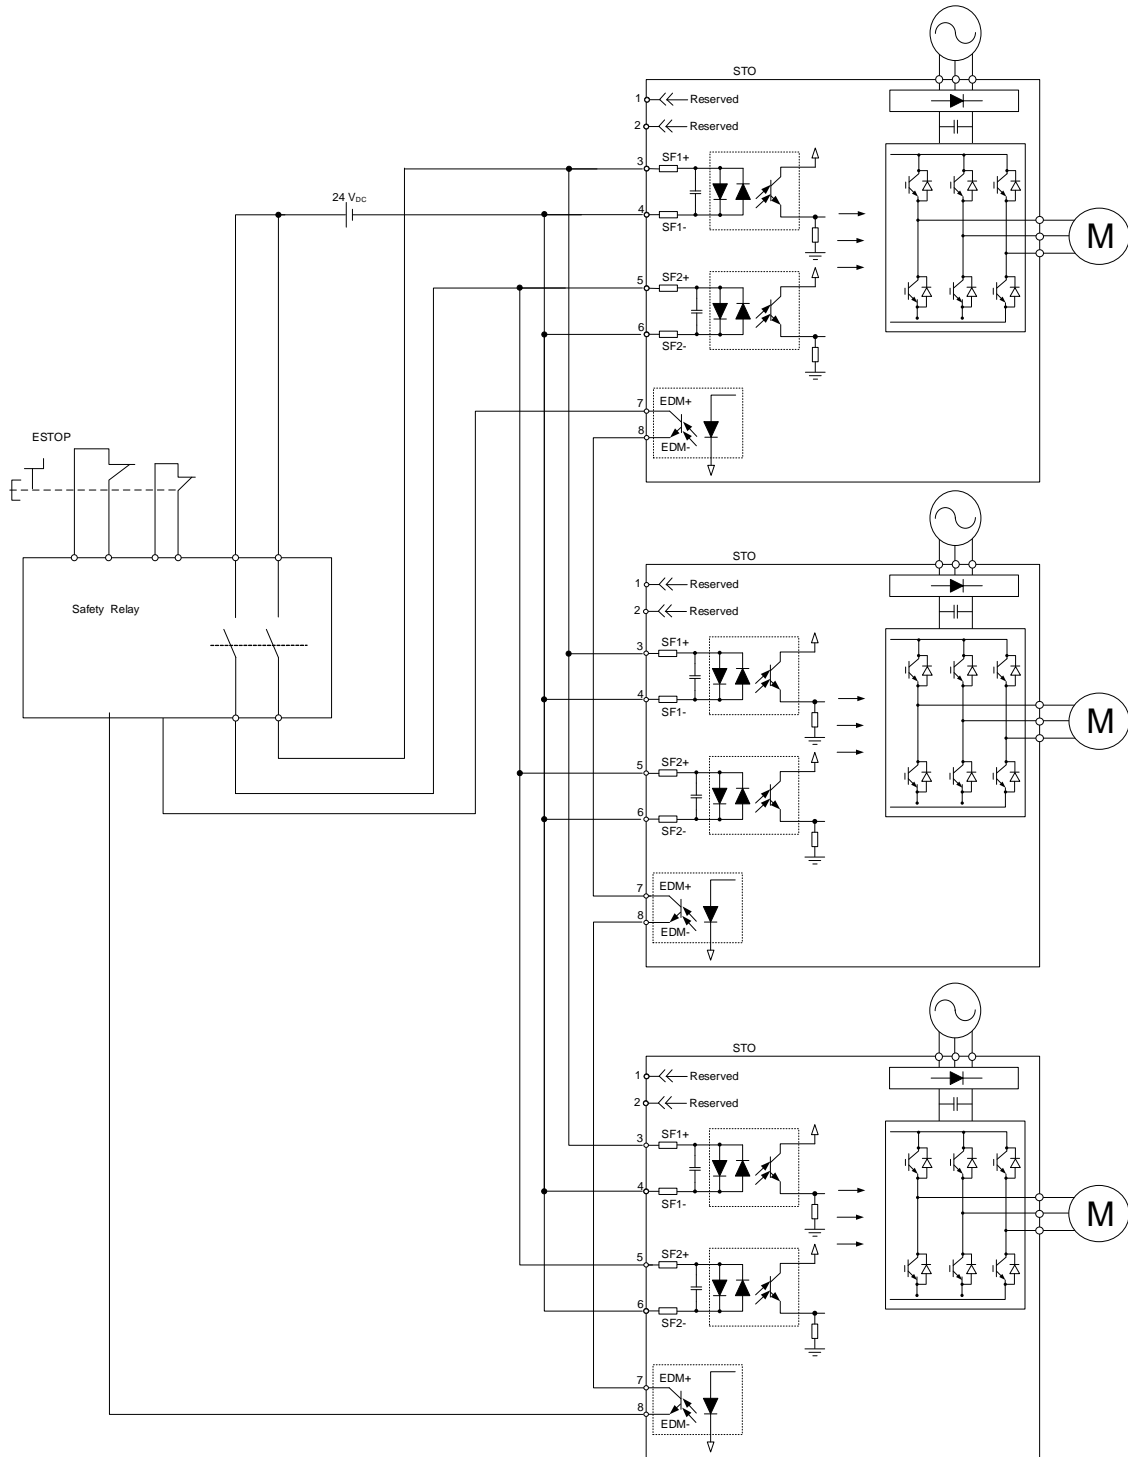 STO
1 Reserved
2 Reserved
3 SF1+
24 VDC
4
SF1-
M
5 SF2+
6
SF2-
7 EDM+
8
EDM-
ESTOP
STO
1 Reserved
2 Reserved
Safety Relay
3 SF1+
4
SF1-
M
5 SF2+
6
SF2-
7 EDM+
8
EDM-
STO
1 Reserved
2 Reserved
3 SF1+
4
SF1-
M
5 SF2+
6
SF2-
7 EDM+
8
EDM-